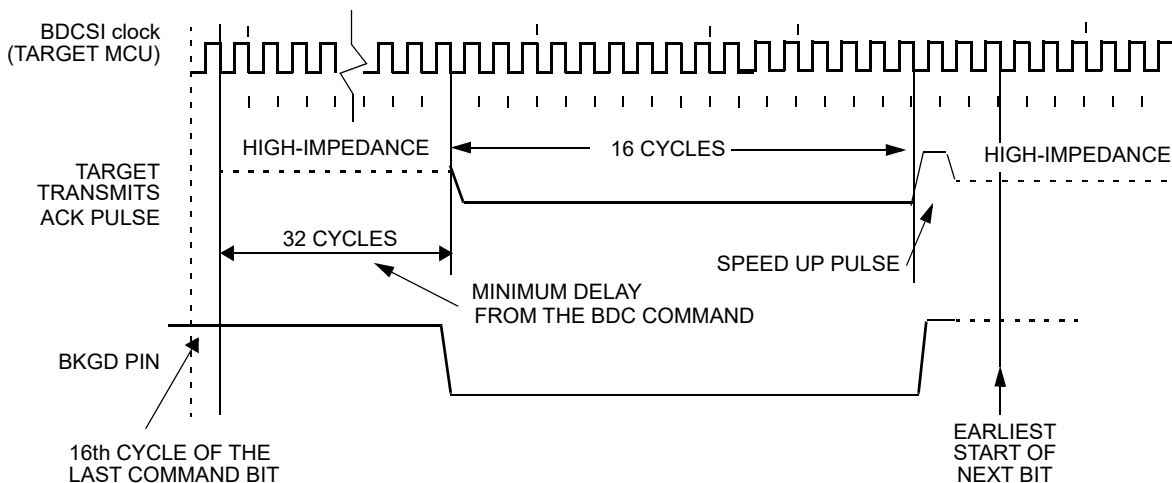 BDCSI clock
(TARGET MCU)
HIGH-IMPEDANCE
16 CYCLES
HIGH-IMPEDANCE
TARGET
TRANSMITS
ACK PULSE
32 CYCLES
SPEED UP PULSE
MINIMUM DELAY
FROM THE BDC COMMAND
BKGD PIN
16th CYCLE OF THE
LAST COMMAND BIT
EARLIEST
START OF
NEXT BIT